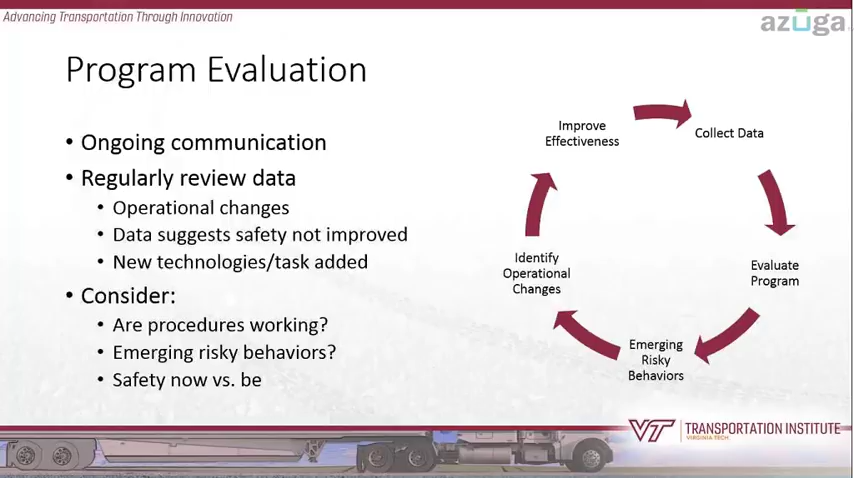 Advancing Transportation Through Innovation
azuga
Program Evaluation
• Ongoing communication
• Regularly review data
• Operational changes
• Data suggests safety not improved
• New technologies/task added
• Consider:
• Are procedures working?
• Emerging risky behaviors?
• Safety now vs. be
Improve
Effectiveness
Collect Data
Evaluate
Program
Emerging
Risky
Behaviors
Identify
Operational
Changes
VT TRANSPORTATION INSTITUTE
VIRGINIA TECH